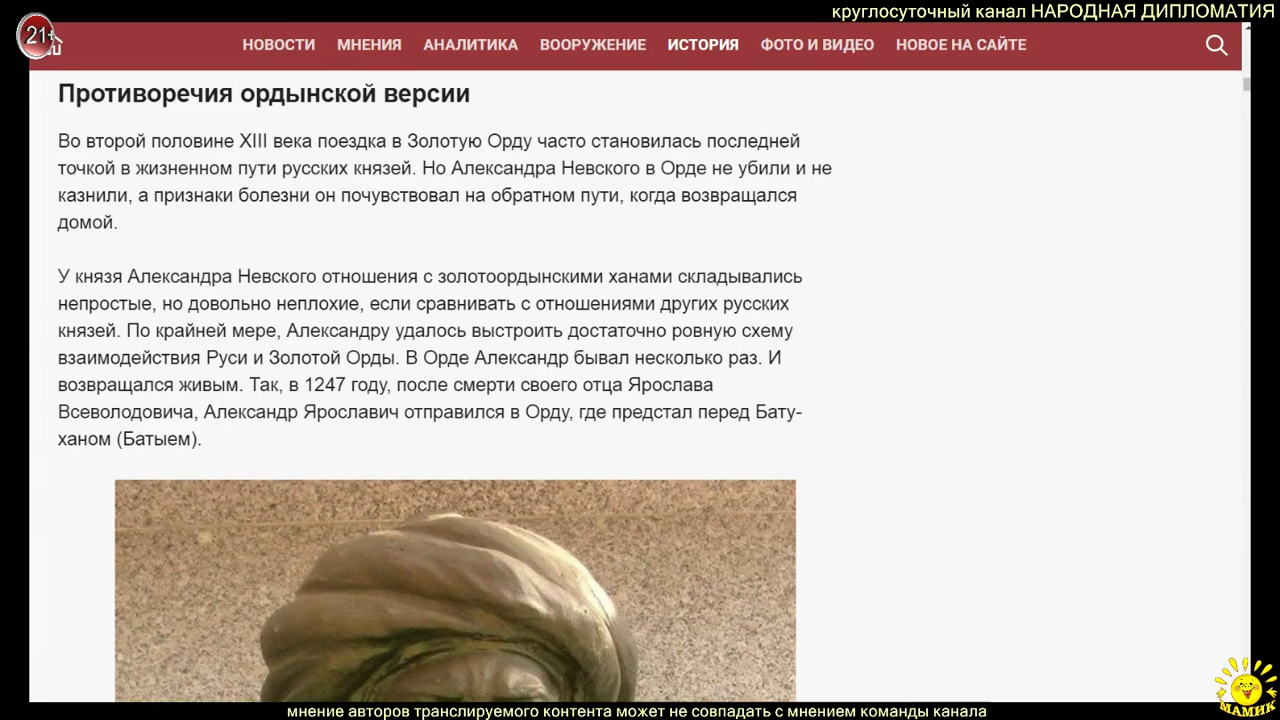 круглосуточный канал НАРОДНАЯ ДИПЛОМАТИЯ
21+
НОВОСТИ МНЕНИЯ АНАЛИТИКА ВООРУЖЕНИЕ ИСТОРИЯ ФОТО И ВИДЕО НОВОЕ НА САЙТЕ
Противоречия ордынской версии
Во второй половине XIII века поездка в Золотую Орду часто становилась последней
точкой в жизненном пути русских князей. Но Александра Невского в Орде не убили и не
казнили, а признаки болезни он почувствовал на обратном пути, когда возвращался
домой.
У князя Александра Невского отношения с золотоордынскими ханами складывались
непростые, но довольно неплохие, если сравнивать с отношениями других русских
князей. По крайней мере, Александру удалось выстроить достаточно ровную схему
взаимодействия Руси и Золотой Орды. В Орде Александр бывал несколько раз. И
возвращался живым. Так, в 1247 году, после смерти своего отца Ярослава
Всеволодовича, Александр Ярославич отправился в Орду, где предстал перед Бату-
ханом (Батыем).
МАМИК
мнение авторов транслируемого контента может не совпадать с мнением команды канала